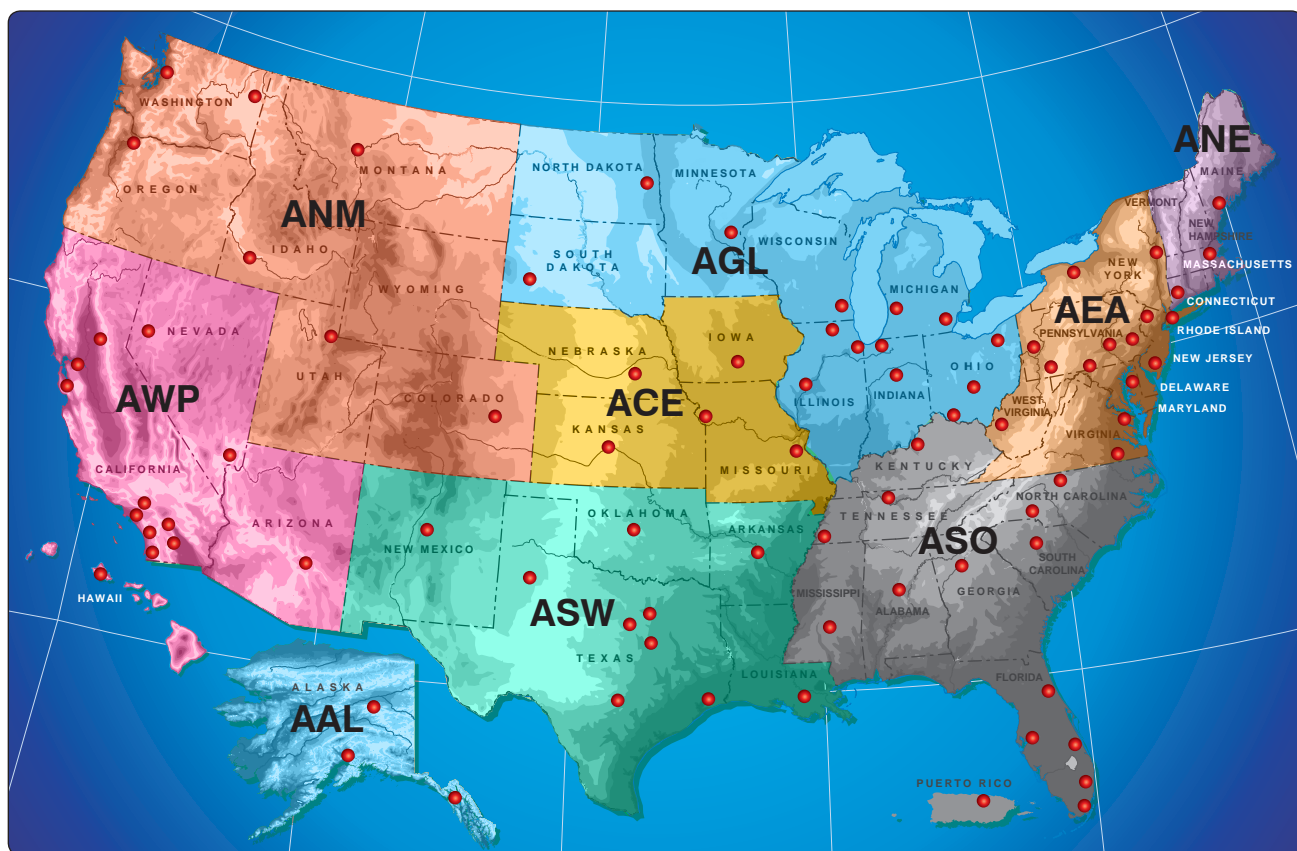 WASHINGTON
OREGON
MONTANA
IDAHO
ANM
WYOMING
UTAH
COLORADO
NEVADA
AWP
CALIFORNIA
ARIZONA
HAWAII
NORTH DAKOTA
SOUTH
DAKOTA
MINNESOTA
WISCONSIN
AGL
MICHIGAN
ILLINOIS
INDIANA
OHIO
NEBRASKA
IOWA
ACE
KANSAS
MISSOURI
NEW MEXICO
OKLAHOMA
ARKANSAS
ASW
TEXAS
LOUISIANA
ALASKA
AAL
KENTUCKY
TENNESSEE
NORTH CAROLINA
ASO
SOUTH
CAROLINA
MISSISSIPPI
ALABAMA
GEORGIA
FLORIDA
PUERTO RICO
ANE
MAINE
VERMONT
NEW
HAMPSHIRE
MASSACHUSETTS
CONNECTICUT
RHODE ISLAND
NEW
YORK
AEA
PENNSYLVANIA
NEW JERSEY
DELAWARE
MARYLAND
WEST
VIRGINIA
VIRGINIA